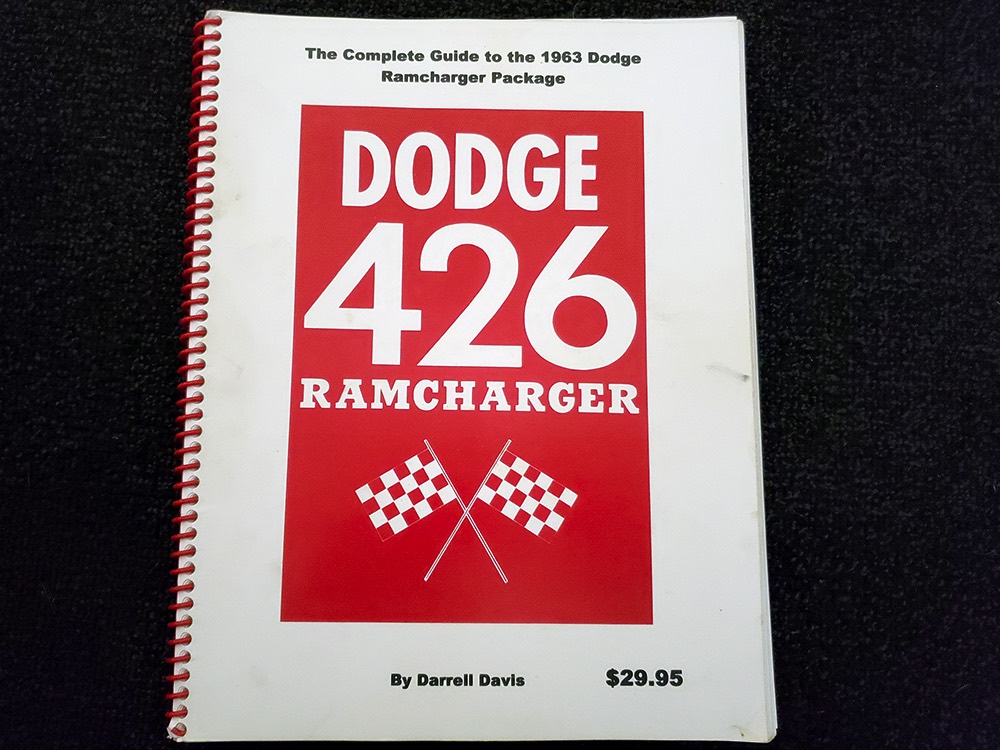 The Complete Guide to the 1963 Dodge
Ramcharger Package
DODGE
426
RAMCHARGER
By Darrell Davis
$29.95